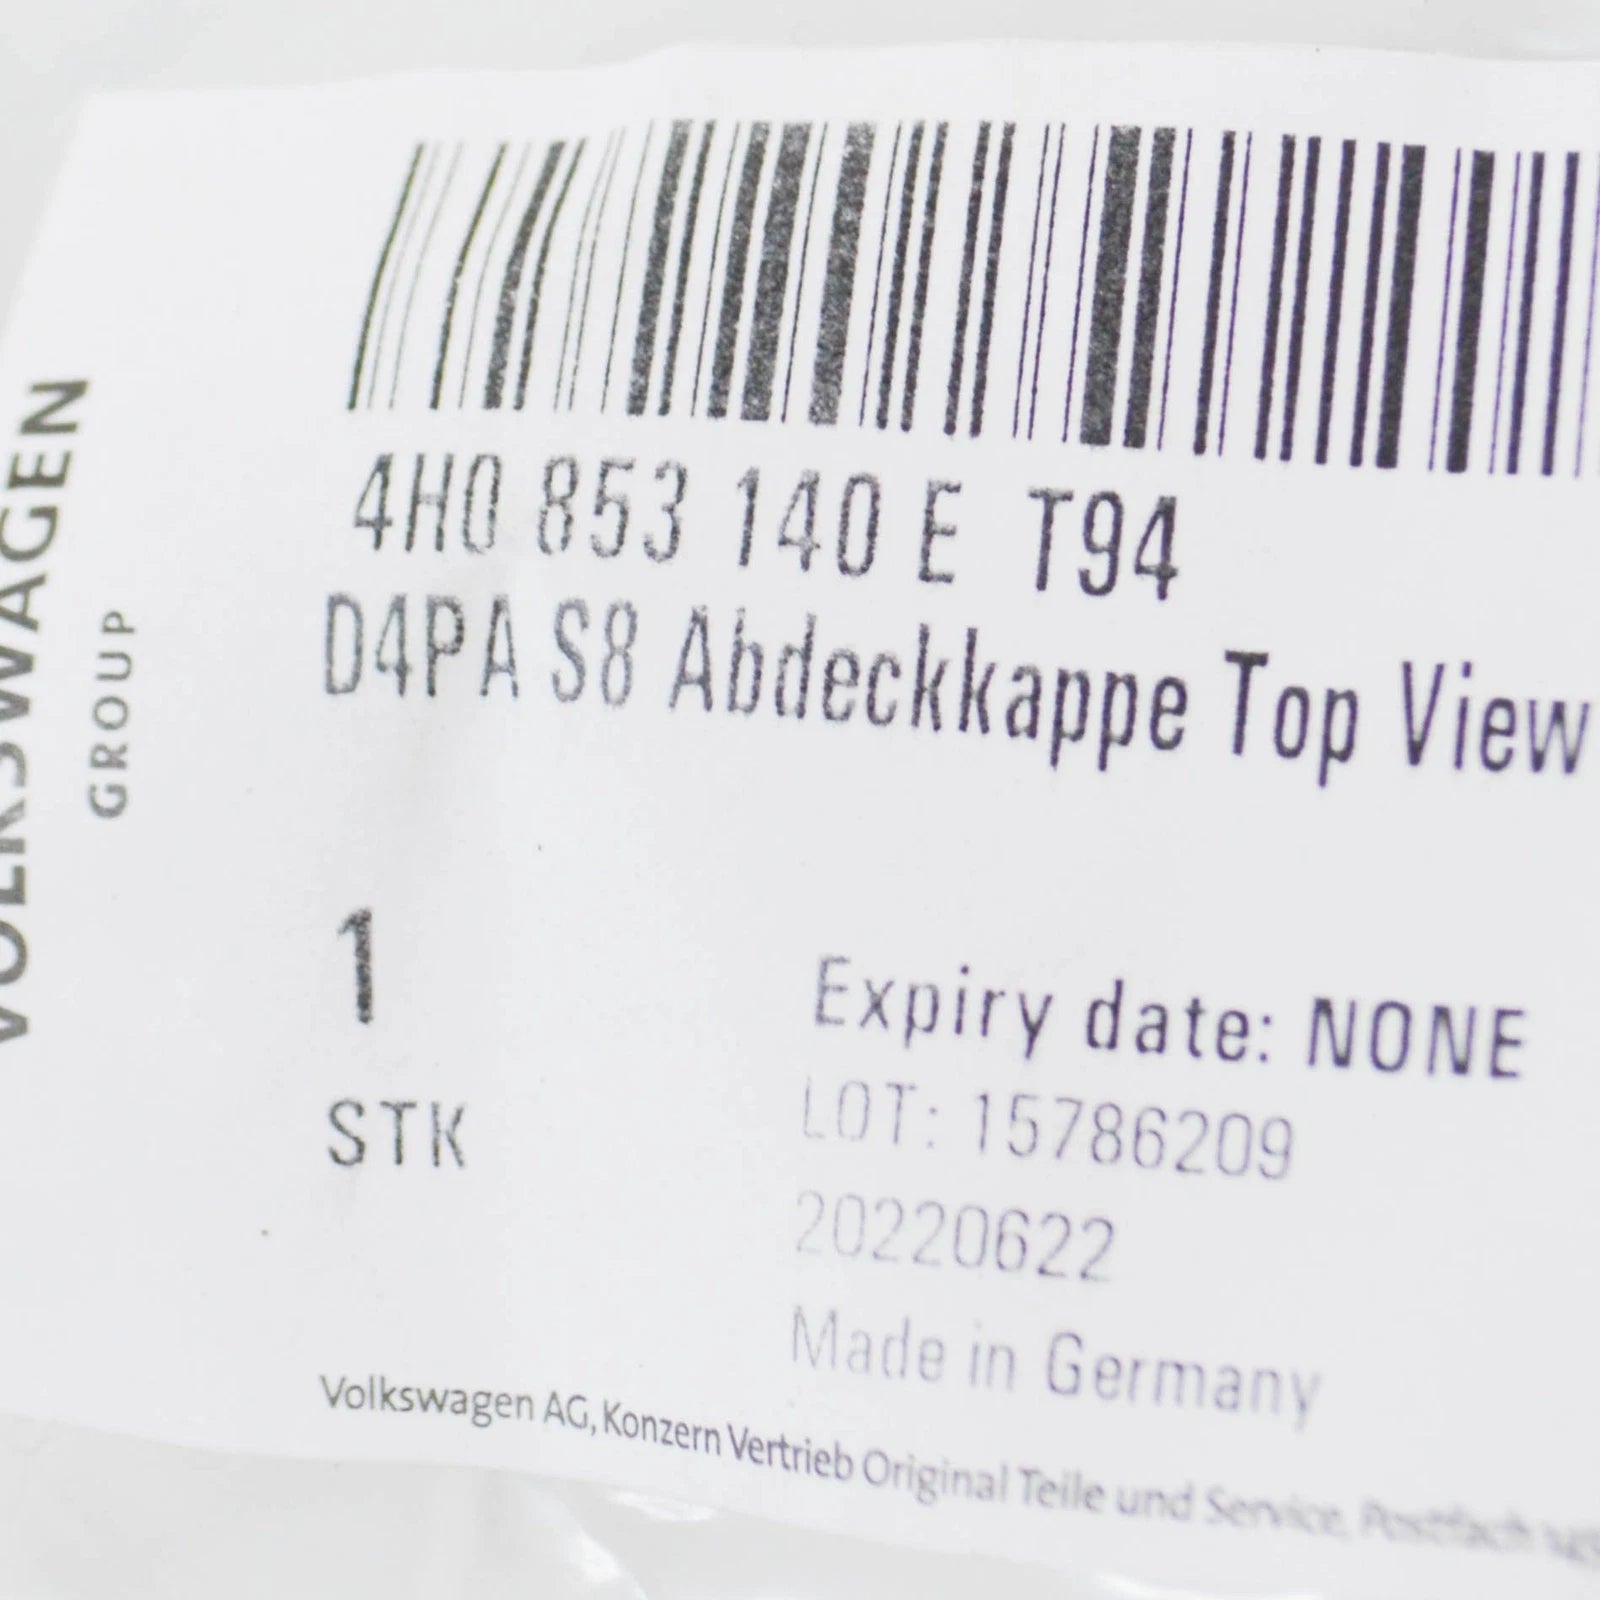 VOLKSWAGEN
GROUP
4H0 853 140 E T94
D4PA S8 Abdeckkappe Top View
1
STK
Expiry date: NONE
LOT: 15786209
20220622
Made in Germany
Volkswagen AG, Konzern Vertrieb Original Teile und Service, Postfach